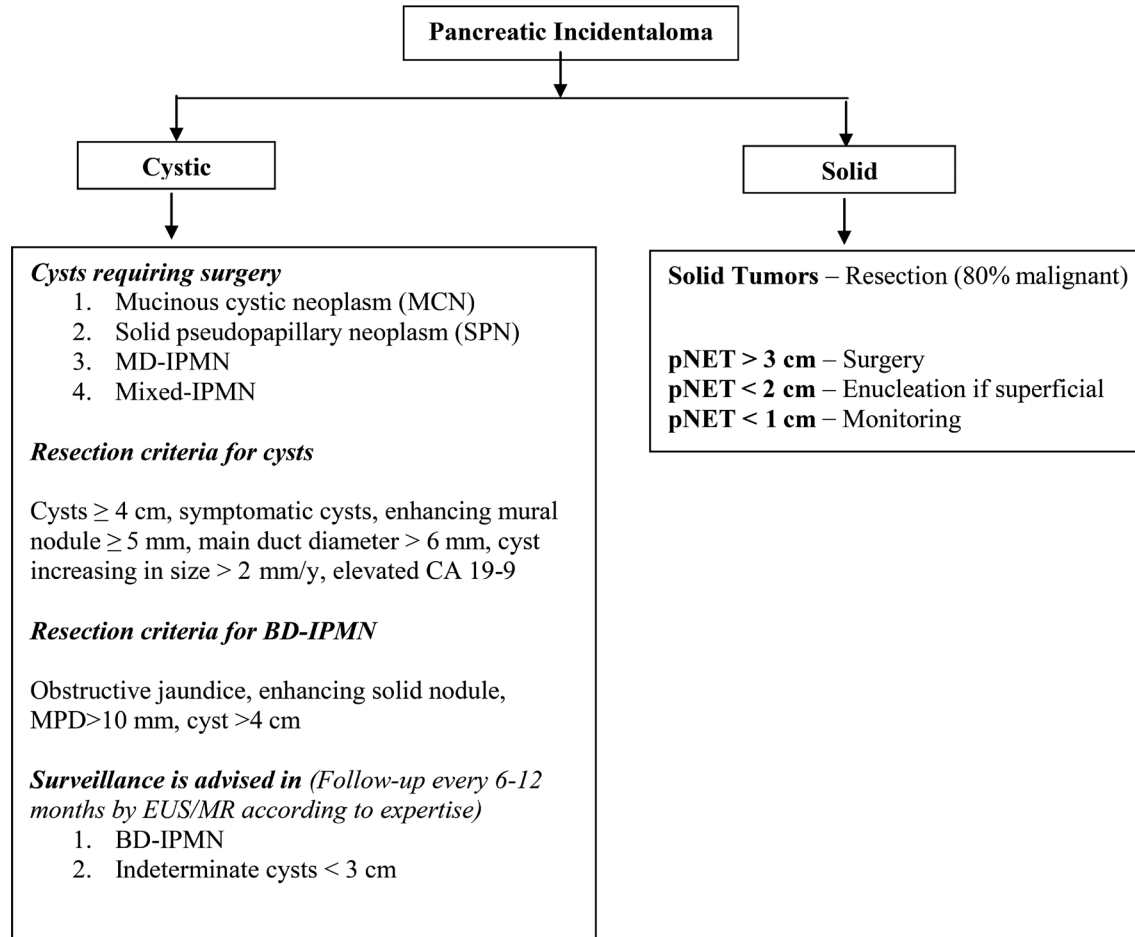 Pancreatic Incidentaloma
Cystic
Solid
Cysts requiring surgery
1. Mucinous cystic neoplasm (MCN)
2. Solid pseudopapillary neoplasm (SPN)
3. MD-IPMN
4. Mixed-IPMN
Resection criteria for cysts
Cysts ≥ 4 cm, symptomatic cysts, enhancing mural
nodule ≥ 5 mm, main duct diameter > 6 mm, cyst
increasing in size > 2 mm/y, elevated CA 19-9
Resection criteria for BD-IPMN
Obstructive jaundice, enhancing solid nodule,
MPD>10 mm, cyst >4 cm
Surveillance is advised in (Follow-up every 6-12
months by EUS/MR according to expertise)
1. BD-IPMN
2. Indeterminate cysts < 3 cm
Solid Tumors – Resection (80% malignant)
pNET > 3 cm – Surgery
pNET < 2 cm – Enucleation if superficial
pNET < 1 cm – Monitoring